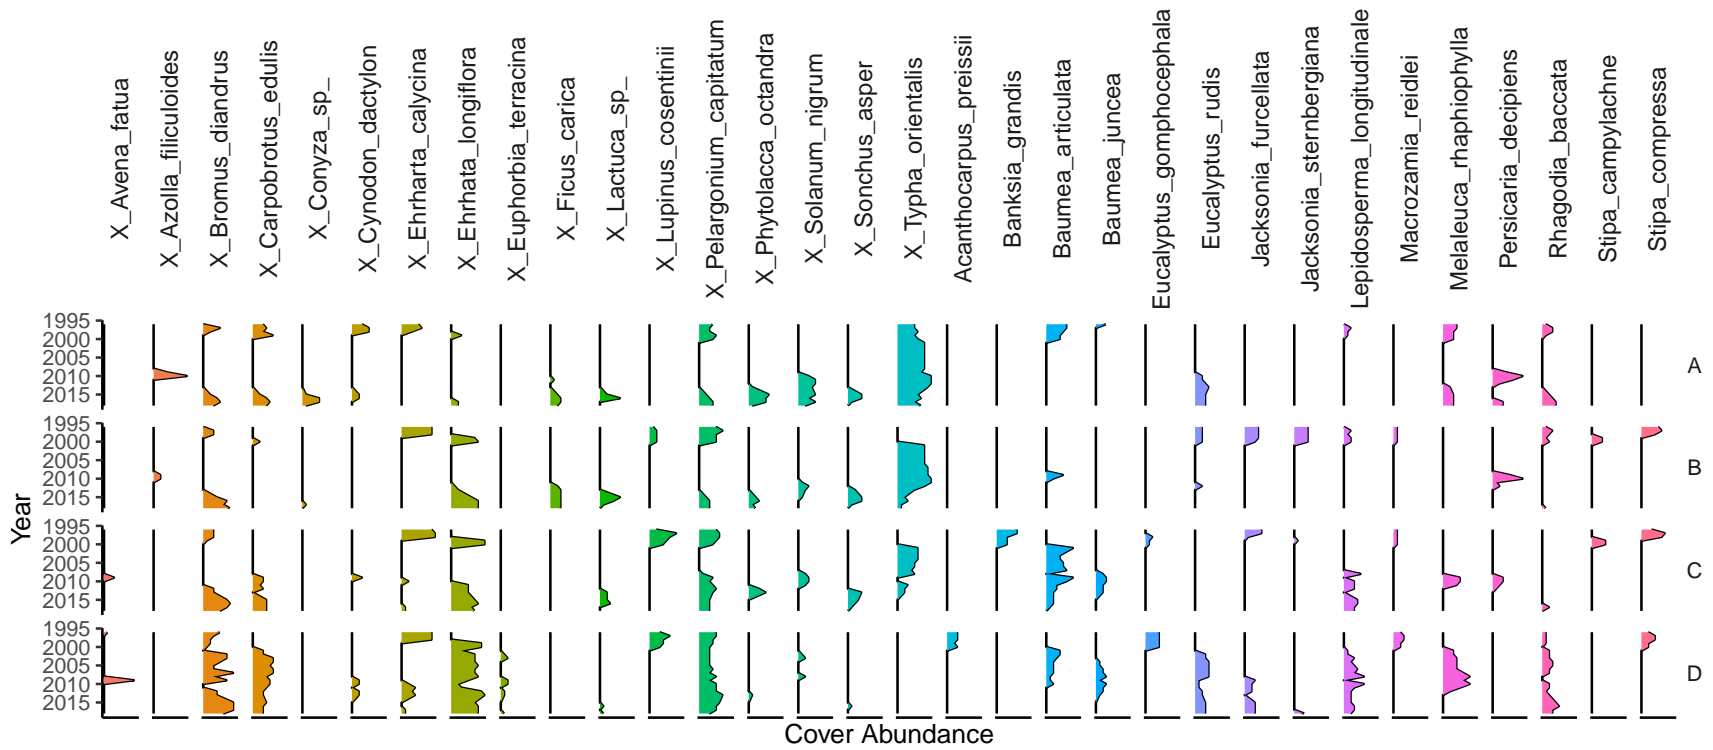 X_Avena_fatua
X_Azolla_filiculoides
X_Bromus_diandrus
X_Carpobrotus_edulis
X_Conyza_sp_
X_Cynodon_dactylon
X_Ehrharta_calycina
X_Ehrhata_longiflora
X_Euphorbia_terracina
X_Ficus_carica
X_Lactuca_sp_
X_Lupinus_cosentinii
X_Pelargonium_capitatum
X_Phytolacca_octandra
X_Solanum_nigrum
X_Sonchus_asper
X_Typha_orientalis
Acanthocarpus_preissii
Banksia_grandis
Baumea_articulata
Baumea_juncea
Eucalyptus_gomphocephala
Eucalyptus_rudis
Jacksonia_furcellata
Jacksonia_sternbergiana
Lepidosperma_longitudinale
Macrozamia_reidlei
Melaleuca_rhaphiophylla
Persicaria_decipiens
Rhagodia_baccata
Stipa_campylachne
Stipa_compressa
Year
1995
2000
2005
2010
2015
A
1995
2000
2005
2010
2015
B
1995
2000
2005
2010
2015
C
1995
2000
2005
2010
2015
D
Cover Abundance